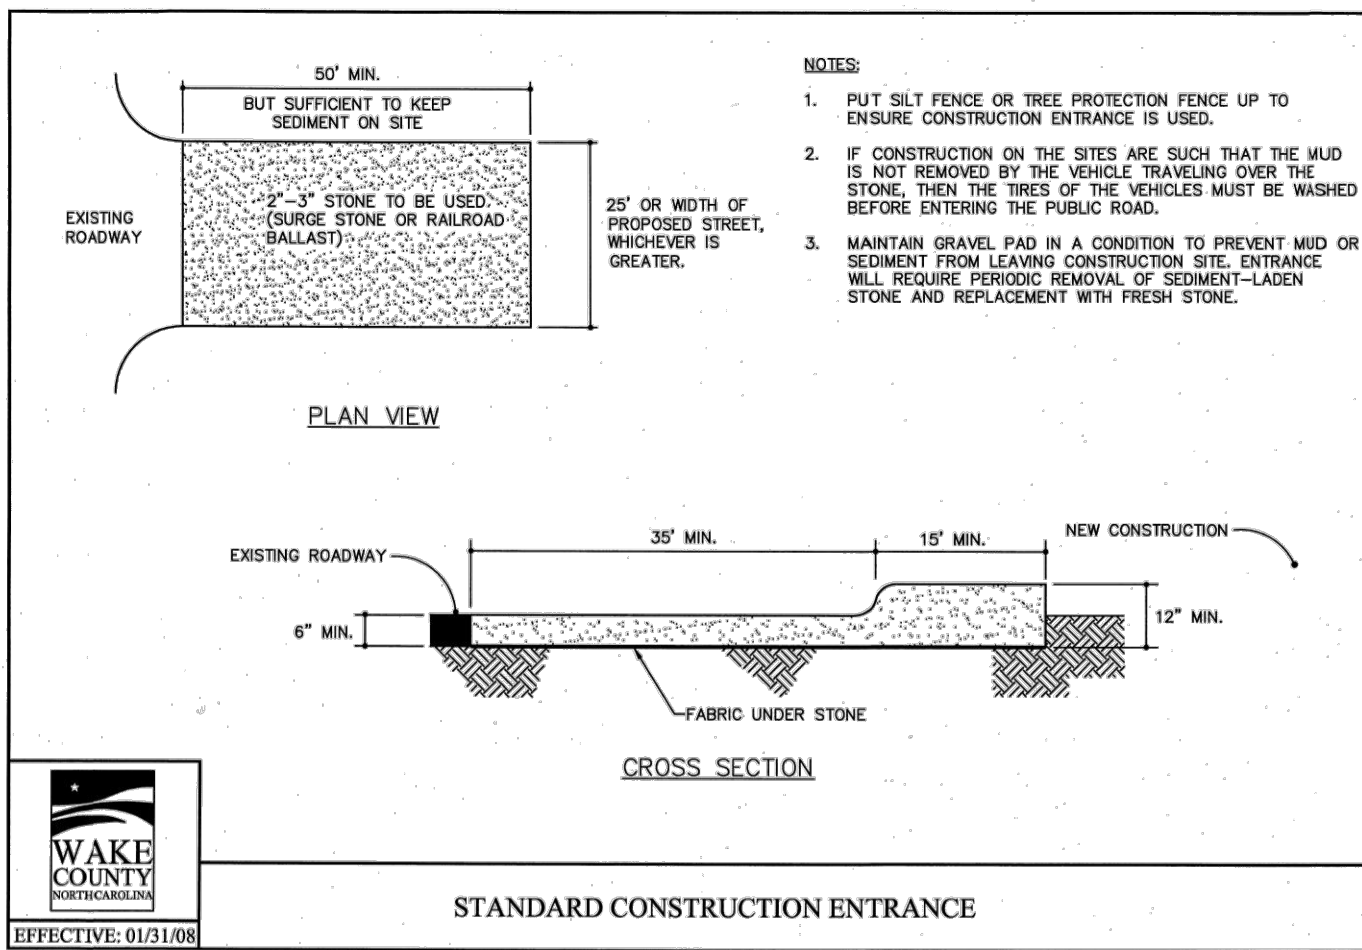 50' MIN.
BUT SUFFICIENT TO KEEP
SEDIMENT ON SITE
2"-3" STONE TO BE USED.
(SURGE STONE OR RAILROAD
BALLAST)
EXISTING
ROADWAY
25' OR WIDTH OF
PROPOSED STREET,
WHICHEVER IS
GREATER.
PLAN VIEW
NOTES:
1. PUT SILT FENCE OR TREE PROTECTION FENCE UP TO
ENSURE CONSTRUCTION ENTRANCE IS USED.
2. IF CONSTRUCTION ON THE SITES ARE SUCH THAT THE MUD
IS NOT REMOVED BY THE VEHICLE TRAVELING OVER THE
STONE, THEN THE TIRES OF THE VEHICLES MUST BE WASHED
BEFORE ENTERING THE PUBLIC ROAD.
3. MAINTAIN GRAVEL PAD IN A CONDITION TO PREVENT MUD OR
SEDIMENT FROM LEAVING CONSTRUCTION SITE. ENTRANCE
WILL REQUIRE PERIODIC REMOVAL OF SEDIMENT-LADEN
STONE AND REPLACEMENT WITH FRESH STONE.
35' MIN.
15' MIN.
NEW CONSTRUCTION
EXISTING ROADWAY
6" MIN.
12" MIN.
FABRIC UNDER STONE
CROSS SECTION
WAKE
COUNTY
NORTH CAROLINA
EFFECTIVE: 01/31/08
STANDARD CONSTRUCTION ENTRANCE